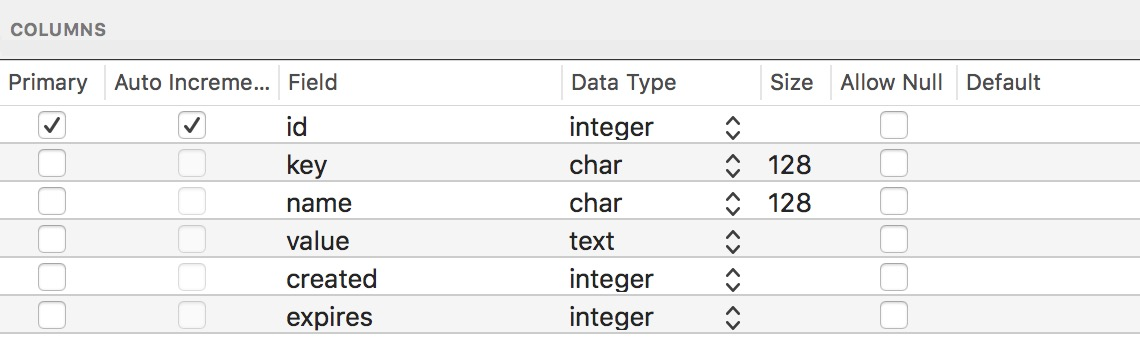 COLUMNS
Primary Auto Increme... Field Data Type Size Allow Null Default
id integer
key char 128
name char 128
value text
created integer
expires integer